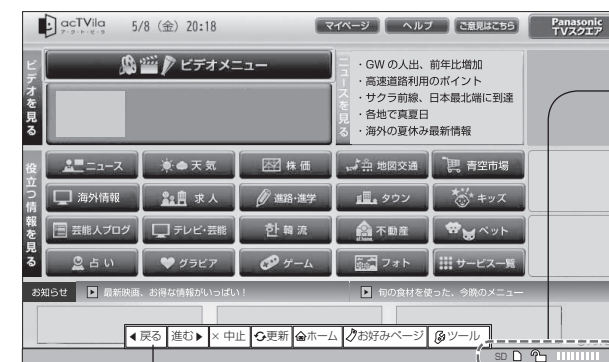 acTVila
ア・ク・ト・ビ・ラ
5/8（金）20:18
マイページ
ヘルプ
ご意見はこちら
Panasonic
TVスクエア
ビデオを見る
ビデオメニュー
ニュースを見る
・GW の人出、前年比増加
・高速道路利用のポイント
・サクラ前線、日本最北端に到達
・各地で真夏日
・海外の夏休み最新情報
役立つ情報を見る
ニュース
天気
株価
地図交通
青空市場
海外情報
求人
進路・進学
タウン
キッズ
芸能人ブログ
テレビ・芸能
한 韓流
不動産
ペット
占い
グラビア
ゲーム
フォト
サービス一覧
お知らせ
最新映画、お得な情報がいっぱい！
旬の食材を使った、今晩のメニュー
戻る
進む
× 中止
更新
ホーム
お好みページ
ツール
SD